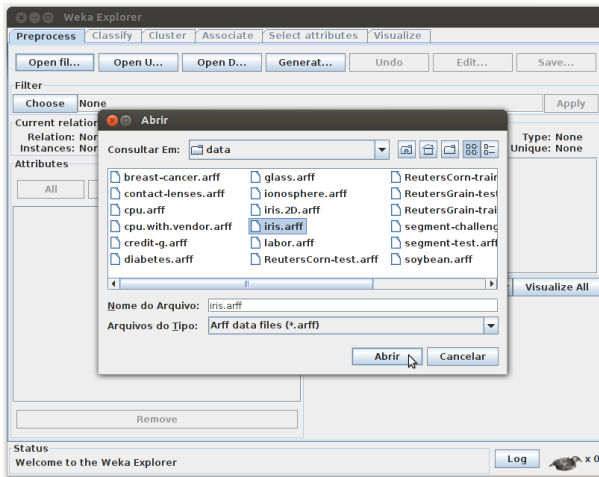 Weka Explorer
Preprocess Classify Cluster Associate Select attributes Visualize
Open fil... Open U... Open D... Generat... Undo Edit... Save...
Filter
Choose None Apply
Current relation
Relation: Non Type: None
Instances: Non Unique: None
Attributes
All
Abrir
Consultar Em: data
breast-cancer.arff glass.arff ReutersCorn-train
contact-lenses.arff ionosphere.arff ReutersGrain-test
cpu.arff iris.2D.arff ReutersGrain-trai
cpu.with.vendor.arff iris.arff segment-challeng
credit-g.arff labor.arff segment-test.arff
diabetes.arff ReutersCorn-test.arff soybean.arff
Nome do Arquivo: iris.arff
Arquivos do Tipo: Arff data files (*.arff)
Abrir Cancelar
Visualize All
Remove
Status
Welcome to the Weka Explorer
Log x 0